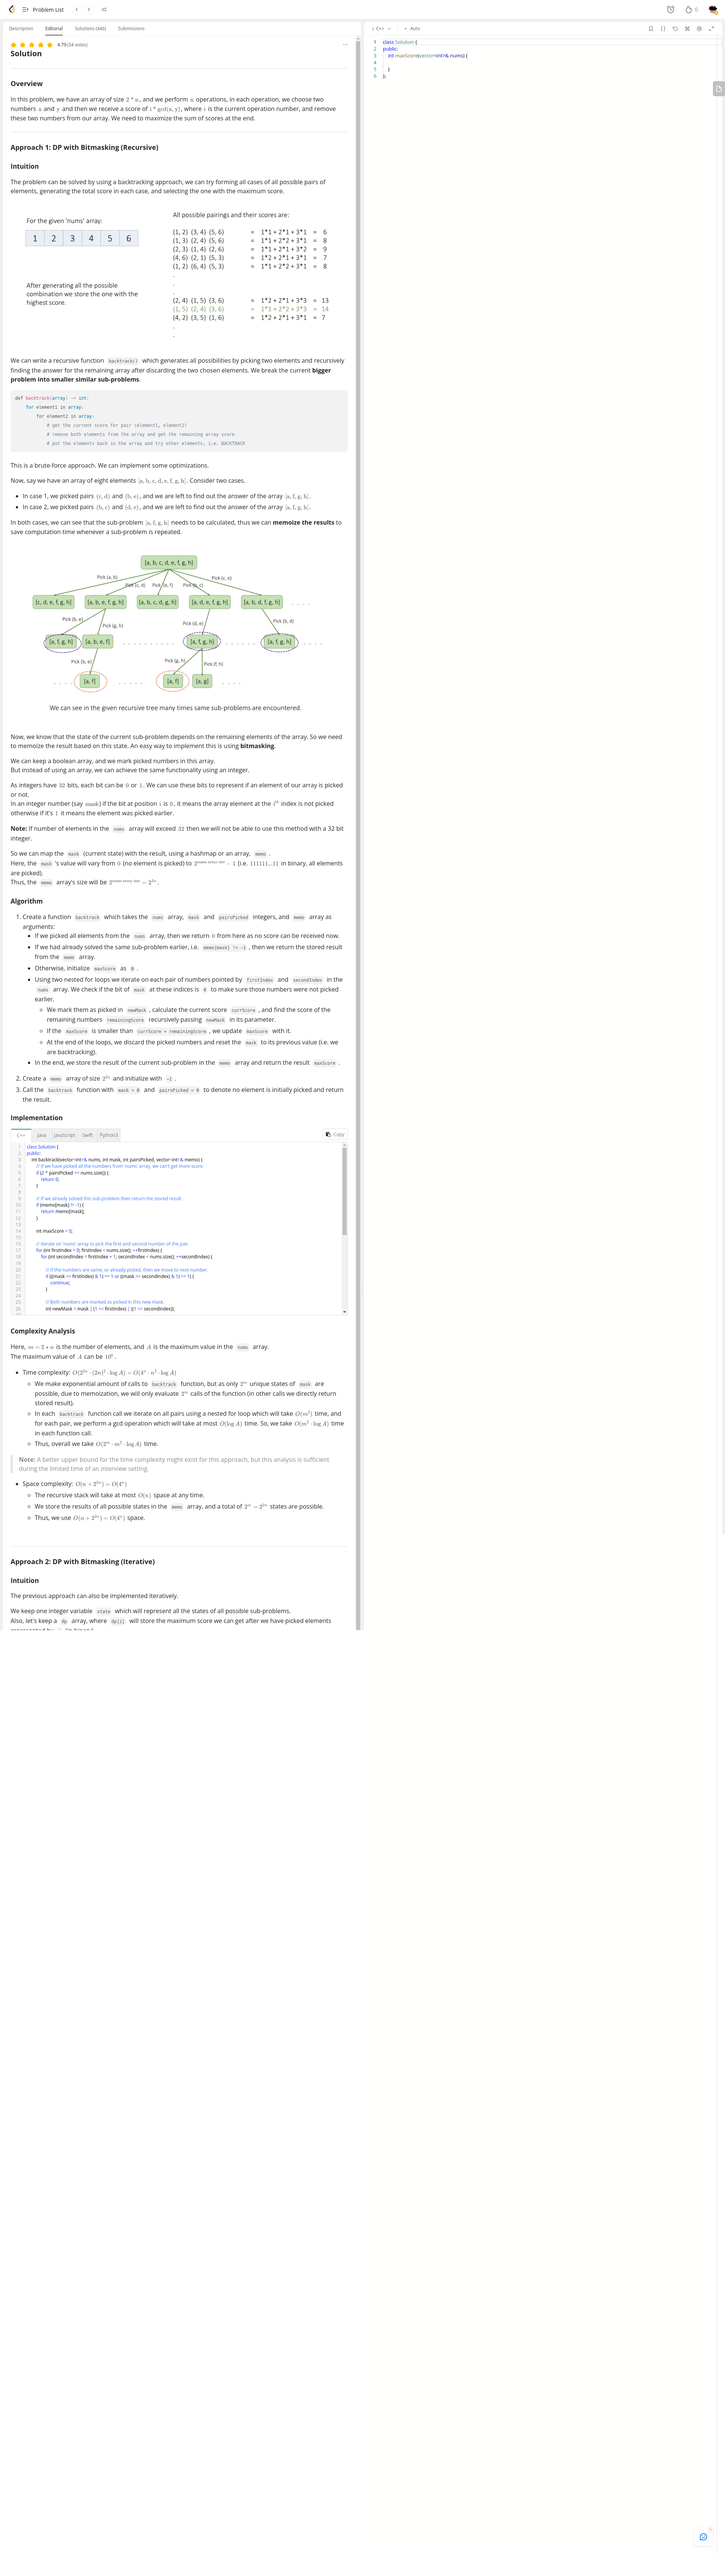 Problem List
0
Description Editorial Solutions (446) Submissions
4.79 (34 votes)
Solution
Overview
In this problem, we have an array of size 2 * n, and we perform n operations, in each operation, we choose two
numbers x and y and then we receive a score of i * gcd(x, y), where i is the current operation number, and remove
these two numbers from our array. We need to maximize the sum of scores at the end.
Approach 1: DP with Bitmasking (Recursive)
Intuition
The problem can be solved by using a backtracking approach, we can try forming all cases of all possible pairs of
elements, generating the total score in each case, and selecting the one with the maximum score.
For the given 'nums' array:
1 2 3 4 5 6
After generating all the possible
combination we store the one with the
highest score.
All possible pairings and their scores are:
(1, 2) (3, 4) (5, 6) = 1*1 + 2*1 + 3*1 = 6
(1, 3) (2, 4) (5, 6) = 1*1 + 2*2 + 3*1 = 8
(2, 3) (1, 4) (2, 6) = 1*1 + 2*1 + 3*2 = 9
(4, 6) (2, 1) (5, 3) = 1*2 + 2*1 + 3*1 = 7
(1, 2) (6, 4) (5, 3) = 1*1 + 2*2 + 3*1 = 8
.
.
.
(2, 4) (1, 5) (3, 6) = 1*2 + 2*1 + 3*3 = 13
(1, 5) (2, 4) (3, 6) = 1*1 + 2*2 + 3*3 = 14
(4, 2) (3, 5) (1, 6) = 1*2 + 2*1 + 3*1 = 7
.
.
We can write a recursive function backtrack() which generates all possibilities by picking two elements and recursively
finding the answer for the remaining elements after discarding the two chosen elements. We break the current bigger
problem into smaller similar sub-problems.
def backtrack(array) -> int:
for element1 in array:
for element2 in array:
# get the current score for pair (element1, element2)
# remove both elements from the array and get the remaining array score
# put the elements back in the array and try other elements, i.e. BACKTRACK
This is a brute-force approach. We can implement some optimizations.
Now, say we have an array of eight elements [a, b, c, d, e, f, g, h]. Consider two cases.
• In case 1, we picked pairs (c, d) and (b, e), and we are left to find out the answer of the array [a, f, g, h].
• In case 2, we picked pairs (b, c) and (d, e), and we are left to find out the answer of the array [a, f, g, h].
In both cases, we can see that the sub-problem [a, f, g, h] needs to be calculated, thus we can memoize the results to
save computation time whenever a sub-problem is repeated.
[a, b, c, d, e, f, g, h]
Pick (a, b) Pick (c, d) Pick (e, f) Pick (b, c) Pick (c, e)
[c, d, e, f, g, h] [a, b, e, f, g, h] [a, b, c, d, g, h] [a, d, e, f, g, h] [a, b, d, f, g, h] . . . .
Pick (b, e) Pick (g, h) Pick (d, e) Pick (b, d)
[a, f, g, h] [a, b, e, f] . . . . . . . . . . [a, f, g, h] . . . . . . [a, f, g, h] . . . .
Pick (b, e) Pick (g, h) Pick (f, h)
. . . . [a, f] . . . . . [a, f] [a, g] . . . .
We can see in the given recursive tree many times same sub-problems are encountered.
Now, we know that the state of the current sub-problem depends on the remaining elements of the array. So we need
to memoize the result based on this state. An easy way to implement this is using bitmasking.
We can keep a boolean array, and we mark picked numbers in this array.
But instead of using an array, we can achieve the same functionality using an integer.
As integers have 32 bits, each bit can be 0 or 1. We can use these bits to represent if an element of our array is picked
or not.
In an integer number (say mask) if the bit at position i is 0, it means the array element at the iᵗʰ index is not picked
otherwise if's 1 it means the element was picked earlier.
Note: If number of elements in the nums array will exceed 32 then we will not be able to use this method with a 32 bit
integer.
So we can map the mask (current state) with the result, using a hashmap or an array, memo .
Here, the mask 's value will vary from 0 (no element is picked) to 2^nums array size − 1 (i.e. 111111...11 in binary, all elements
are picked).
Thus, the memo array's size will be 2^nums array size = 2²ⁿ.
Algorithm
1. Create a function backtrack which takes the nums array, mask and pairsPicked integers, and memo array as
arguments:
• If we picked all elements from the nums array, then we return 0 from here as no score can be received now.
• If we had already solved the same sub-problem earlier, i.e. memo[mask] != -1 , then we return the stored result
from the memo array.
• Otherwise, initialize maxScore as 0 .
• Using two nested for loops we iterate on each pair of numbers pointed by firstIndex and secondIndex in the
nums array. We check if the bit of mask at these indices is 0 to make sure those numbers were not picked
earlier.
◦ We mark them as picked in newMask , calculate the current score currScore , and find the score of the
remaining numbers remainingScore recursively passing newMask in its parameter.
◦ If the maxScore is smaller than currScore + remainingScore , we update maxScore with it.
◦ At the end of the loops, we discard the picked numbers and reset the mask to its previous value (i.e. we
are backtracking).
• In the end, we store the result of the current sub-problem in the memo array and return the result maxScore .
2. Create a memo array of size 2²ⁿ and initialize with -1 .
3. Call the backtrack function with mask = 0 and pairsPicked = 0 to denote no element is initially picked and return
the result.
Implementation
C++ Java JavaScript Swift Python3 Copy
1 class Solution {
2 public:
3 int backtrack(vector<int>& nums, int mask, int pairsPicked, vector<int>& memo) {
4 // If we have picked all the numbers from 'nums' array, we can't get more score.
5 if (2 * pairsPicked == nums.size()) {
6 return 0;
7 }
8
9 // If we already solved this sub-problem then return the stored result.
10 if (memo[mask] != -1) {
11 return memo[mask];
12 }
13
14 int maxScore = 0;
15
16 // Iterate on 'nums' array to pick the first and second number of the pair.
17 for (int firstIndex = 0; firstIndex < nums.size(); ++firstIndex) {
18 for (int secondIndex = firstIndex + 1; secondIndex < nums.size(); ++secondIndex) {
19
20 // If the numbers are same, or already picked, then we move to next number.
21 if (((mask >> firstIndex) & 1) == 1 or ((mask >> secondIndex) & 1) == 1) {
22 continue;
23 }
24
25 // Both numbers are marked as picked in this new mask.
26 int newMask = mask | (1 << firstIndex) | (1 << secondIndex);
Complexity Analysis
Here, m = 2 * n is the number of elements, and A is the maximum value in the nums array.
The maximum value of A can be 10⁶.
• Time complexity: O(2²ⁿ · (2n)² · log A) = O(4ⁿ · n² · log A)
◦ We make exponential amount of calls to backtrack function, but as only 2ᵐ unique states of mask are
possible, due to memoization, we will only evaluate 2ᵐ calls of the function (in other calls we directly return
stored result).
◦ In each backtrack function call we iterate on all pairs using a nested for loop which will take O(m²) time, and
for each pair, we perform a gcd operation which will take at most O(log A) time. So, we take O(m² · log A) time
in each function call.
◦ Thus, overall we take O(2ᵐ · m² · log A) time.
Note: A better upper bound for the time complexity might exist for this approach, but this analysis is sufficient
during the limited time of an interview setting.
• Space complexity: O(n + 2²ⁿ) = O(4ⁿ)
◦ The recursive stack will take at most O(n) space at any time.
◦ We store the results of all possible states in the memo array, and a total of 2ᵐ = 2²ⁿ states are possible.
◦ Thus, we use O(n + 2²ⁿ) = O(4ⁿ) space.
Approach 2: DP with Bitmasking (Iterative)
Intuition
The previous approach can also be implemented iteratively.
We keep one integer variable state which will represent all the states of all possible sub-problems.
Also, let's keep a dp array, where dp[i] will store the maximum score we can get after we have picked elements
C++ Auto
1 class Solution {
2 public:
3 int maxScore(vector<int>& nums) {
4
5 }
6 };